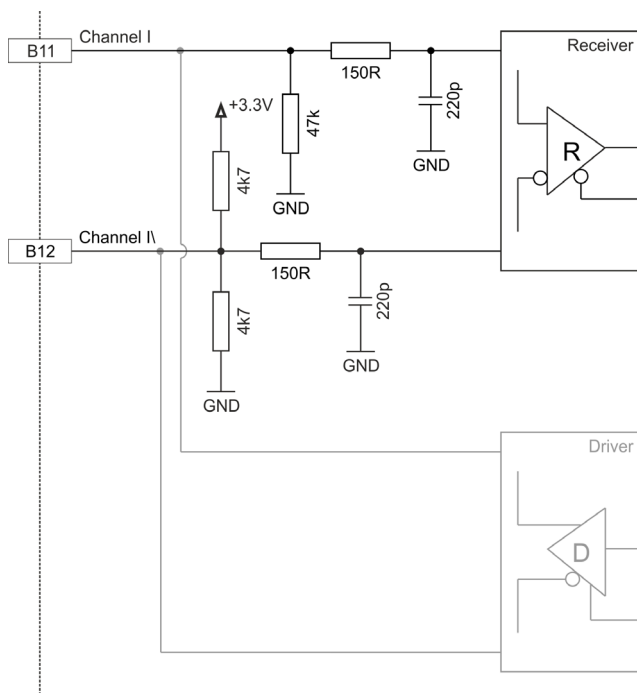 Channel I
B11
Receiver
150R
220p
+3.3V
47k
GND
R
4k7
GND
Channel I\
B12
150R
220p
4k7
GND
GND
Driver
D